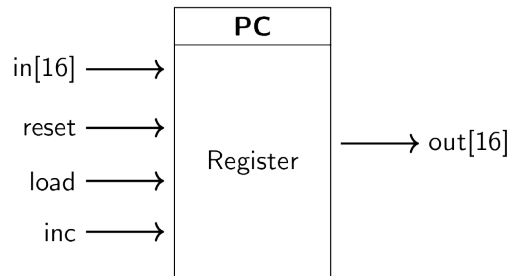 PC
in[16]
reset
load
inc
Register
out[16]